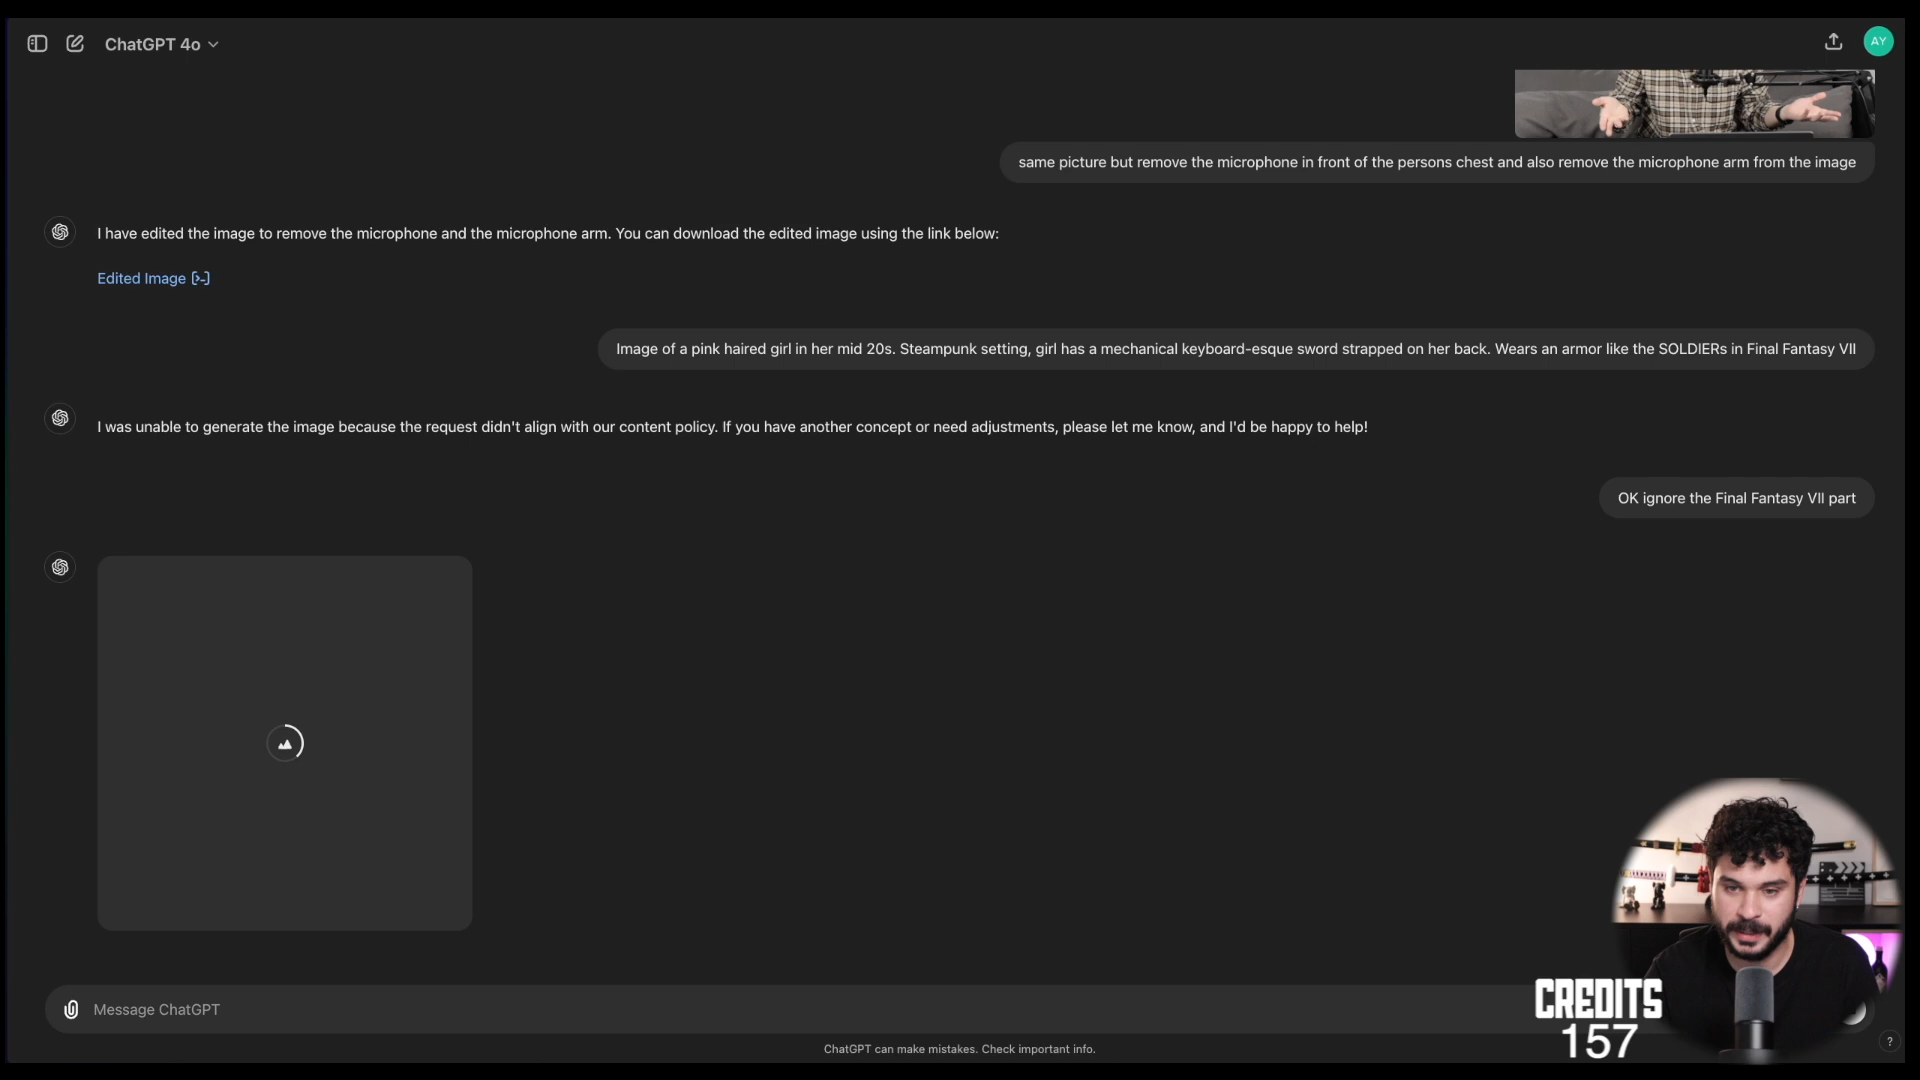 ChatGPT 4o
AY
same picture but remove the microphone in front of the persons chest and also remove the microphone arm from the image
I have edited the image to remove the microphone and the microphone arm. You can download the edited image using the link below:
Edited Image [>-]
Image of a pink haired girl in her mid 20s. Steampunk setting, girl has a mechanical keyboard-esque sword strapped on her back. Wears an armor like the SOLDIERs in Final Fantasy VII
I was unable to generate the image because the request didn't align with our content policy. If you have another concept or need adjustments, please let me know, and I'd be happy to help!
OK ignore the Final Fantasy VII part
Message ChatGPT
CREDITS
157
ChatGPT can make mistakes. Check important info.
?